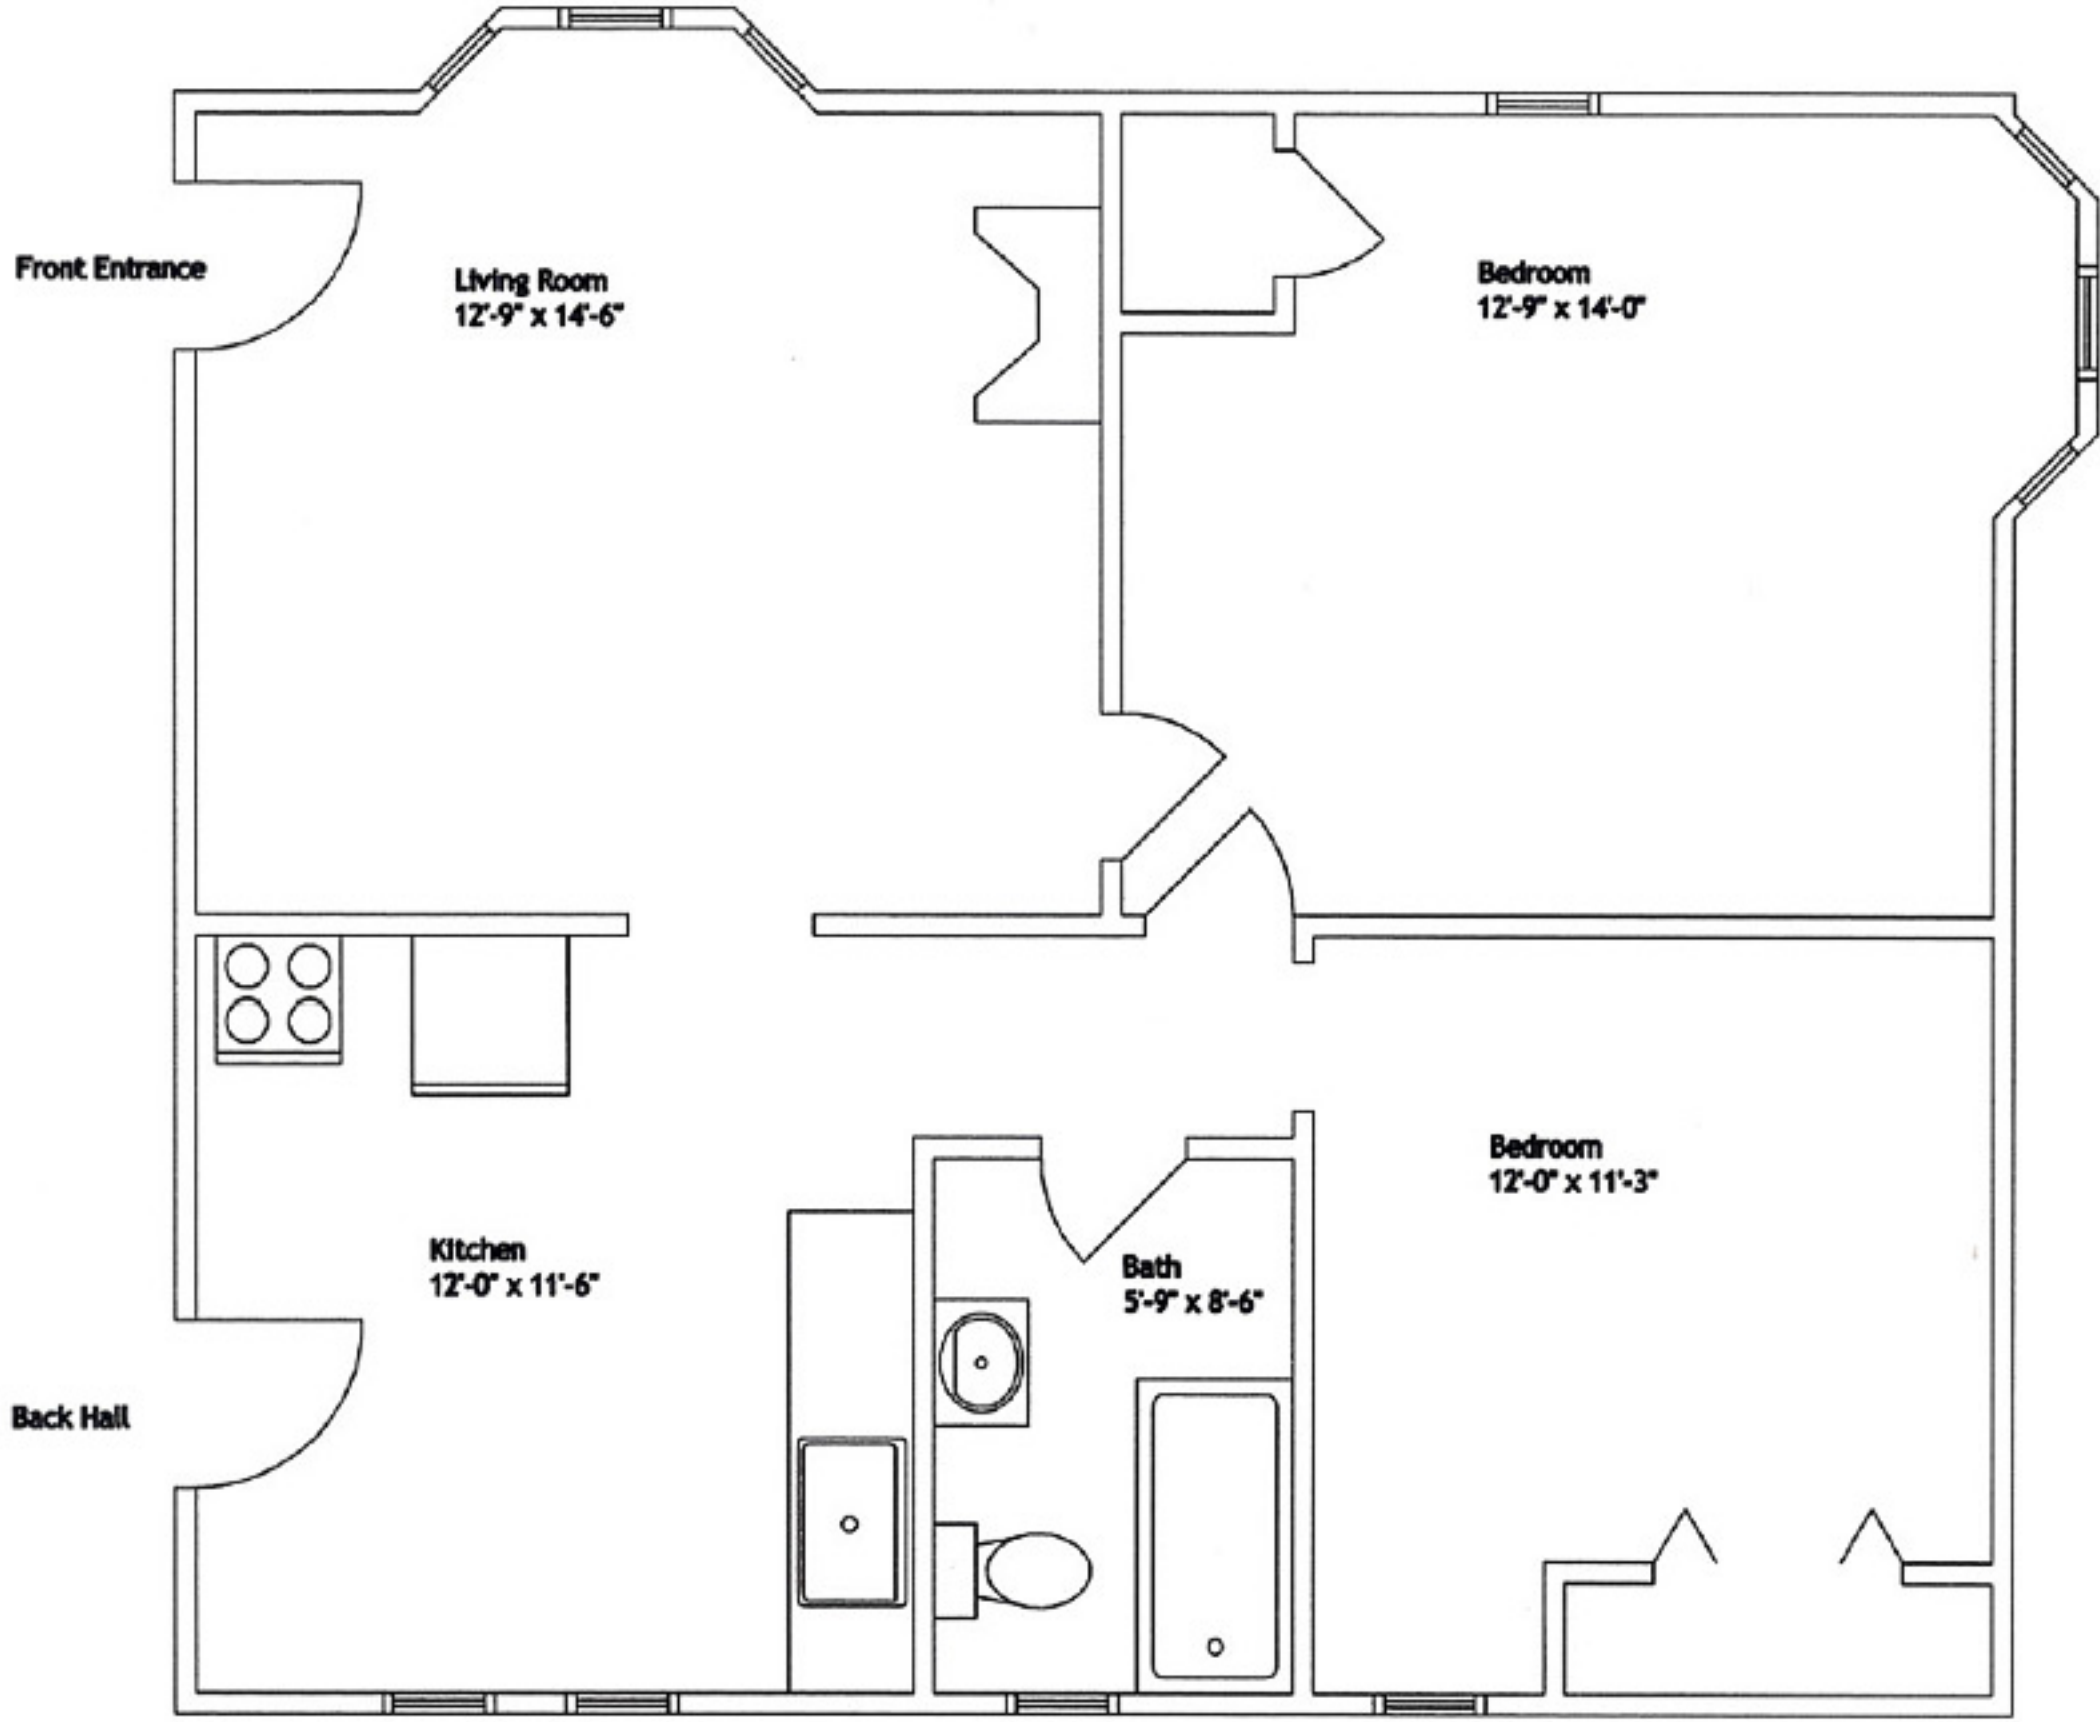 Front Entrance
Living Room
12'-9" x 14'-6"
Bedroom
12'-9" x 14'-0"
Kitchen
12'-0" x 11'-6"
Bath
5'-9" x 8'-6"
Bedroom
12'-0" x 11'-3"
Back Hall